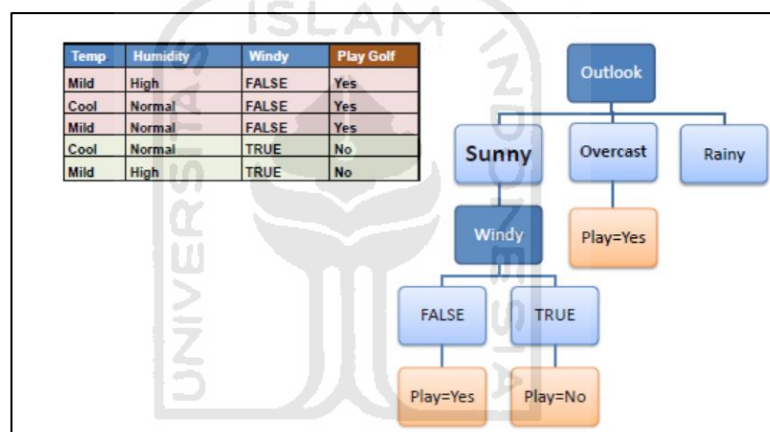 UNIVERSITAS ISLAM INDONESIA
Temp Humidity Windy Play Golf
Mild High FALSE Yes
Cool Normal FALSE Yes
Mild Normal FALSE Yes
Cool Normal TRUE No
Mild High TRUE No
Outlook
Sunny Overcast Rainy
Windy Play=Yes
FALSE TRUE
Play=Yes Play=No